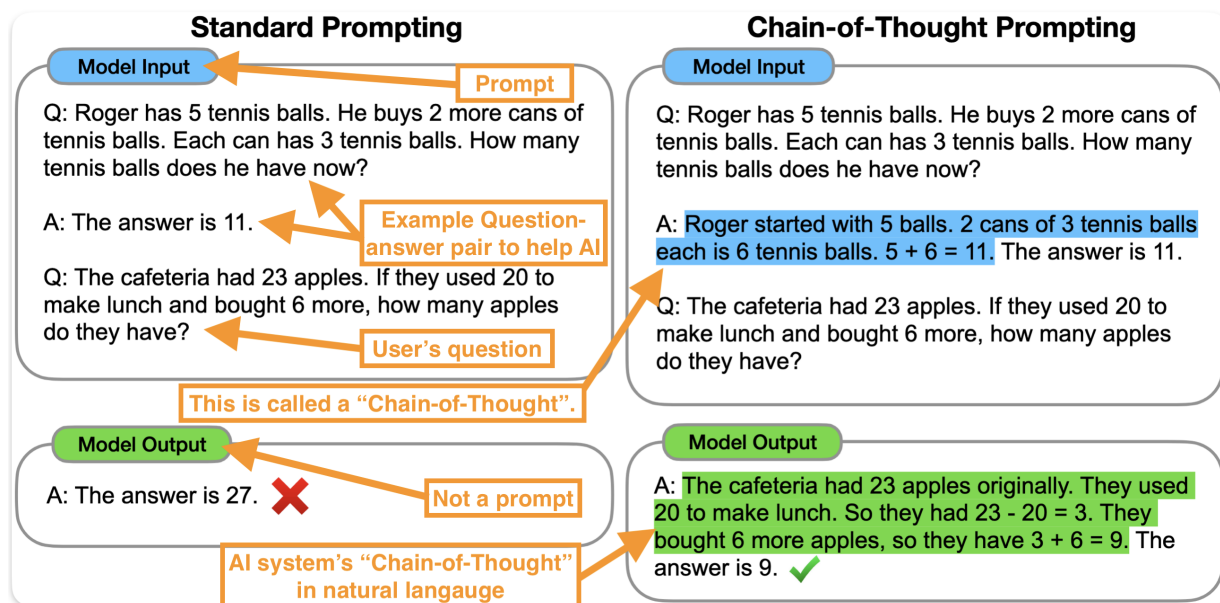 Standard Prompting
Model Input
Prompt
Q: Roger has 5 tennis balls. He buys 2 more cans of
tennis balls. Each can has 3 tennis balls. How many
tennis balls does he have now?
A: The answer is 11.
Example Question-
answer pair to help AI
Q: The cafeteria had 23 apples. If they used 20 to
make lunch and bought 6 more, how many apples
do they have?
User's question
This is called a “Chain-of-Thought”.
Model Output
A: The answer is 27.
Not a prompt
AI system's “Chain-of-Thought”
in natural langauge
Chain-of-Thought Prompting
Model Input
Q: Roger has 5 tennis balls. He buys 2 more cans of
tennis balls. Each can has 3 tennis balls. How many
tennis balls does he have now?
A: Roger started with 5 balls. 2 cans of 3 tennis balls
each is 6 tennis balls. 5 + 6 = 11. The answer is 11.
Q: The cafeteria had 23 apples. If they used 20 to
make lunch and bought 6 more, how many apples
do they have?
Model Output
A: The cafeteria had 23 apples originally. They used
20 to make lunch. So they had 23 - 20 = 3. They
bought 6 more apples, so they have 3 + 6 = 9. The
answer is 9.